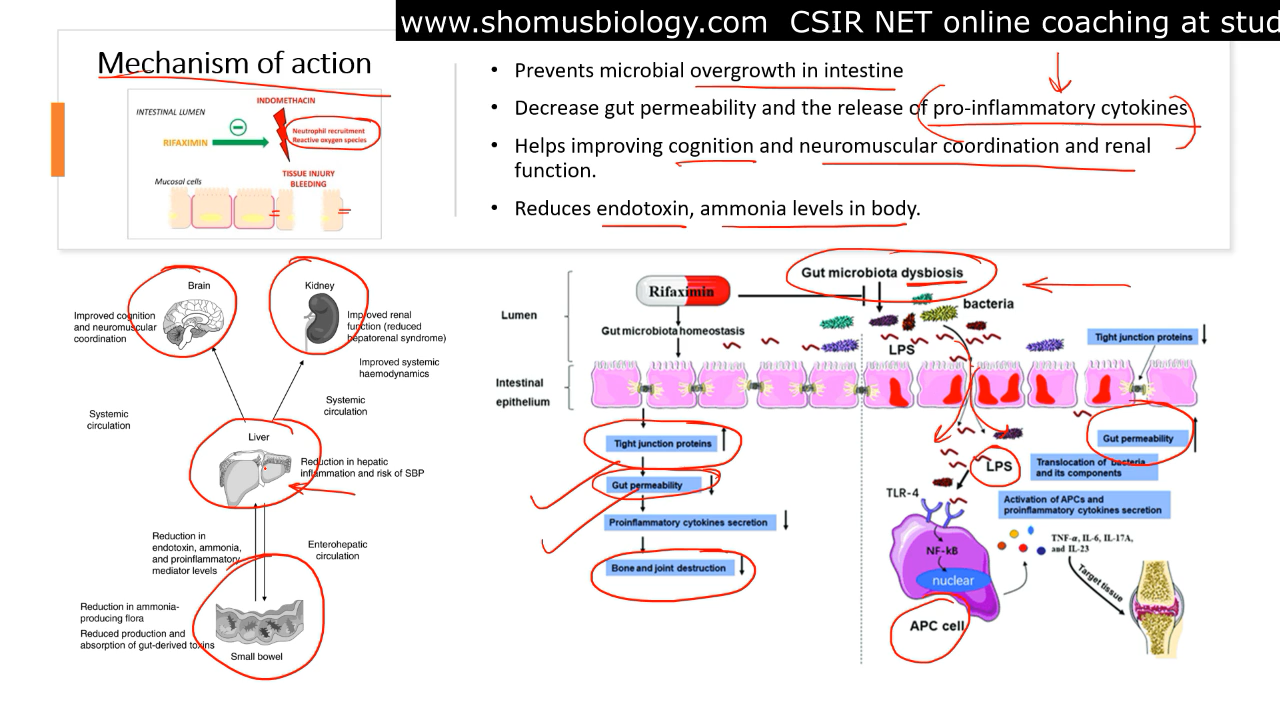 www.shomusbiology.com CSIR NET online coaching at stud
Mechanism of action
INTESTINAL LUMEN
INDOMETHACIN
RIFAXIMIN
Neutrophil recruitment
Reactive oxygen species
TISSUE INJURY
BLEEDING
Mucosal cells
• Prevents microbial overgrowth in intestine
• Decrease gut permeability and the release of pro-inflammatory cytokines
• Helps improving cognition and neuromuscular coordination and renal
function.
• Reduces endotoxin, ammonia levels in body.
Brain
Kidney
Improved cognition
and neuromuscular
coordination
Improved renal
function (reduced
hepatorenal syndrome)
Improved systemic
haemodynamics
Systemic
circulation
Systemic
circulation
Liver
Reduction in hepatic
inflammation and risk of SBP
Reduction in
endotoxin, ammonia,
and proinflammatory
mediator levels
Enterohepatic
circulation
Reduction in ammonia-
producing flora
Reduced production and
absorption of gut-derived toxins
Small bowel
Lumen
Rifaximin
Gut microbiota dysbiosis
bacteria
Gut microbiota homeostasis
LPS
Tight junction proteins
Intestinal
epithelium
Tight junction proteins
Gut permeability
Proinflammatory cytokines secretion
Bone and joint destruction
Gut permeability
LPS
Translocation of bacteria
and its components
TLR-4
Activation of APCs and
proinflammatory cytokines secretion
NF-kB
nuclear
APC cell
TNF-α, IL-6, IL-17A,
and IL-23
Target tissue